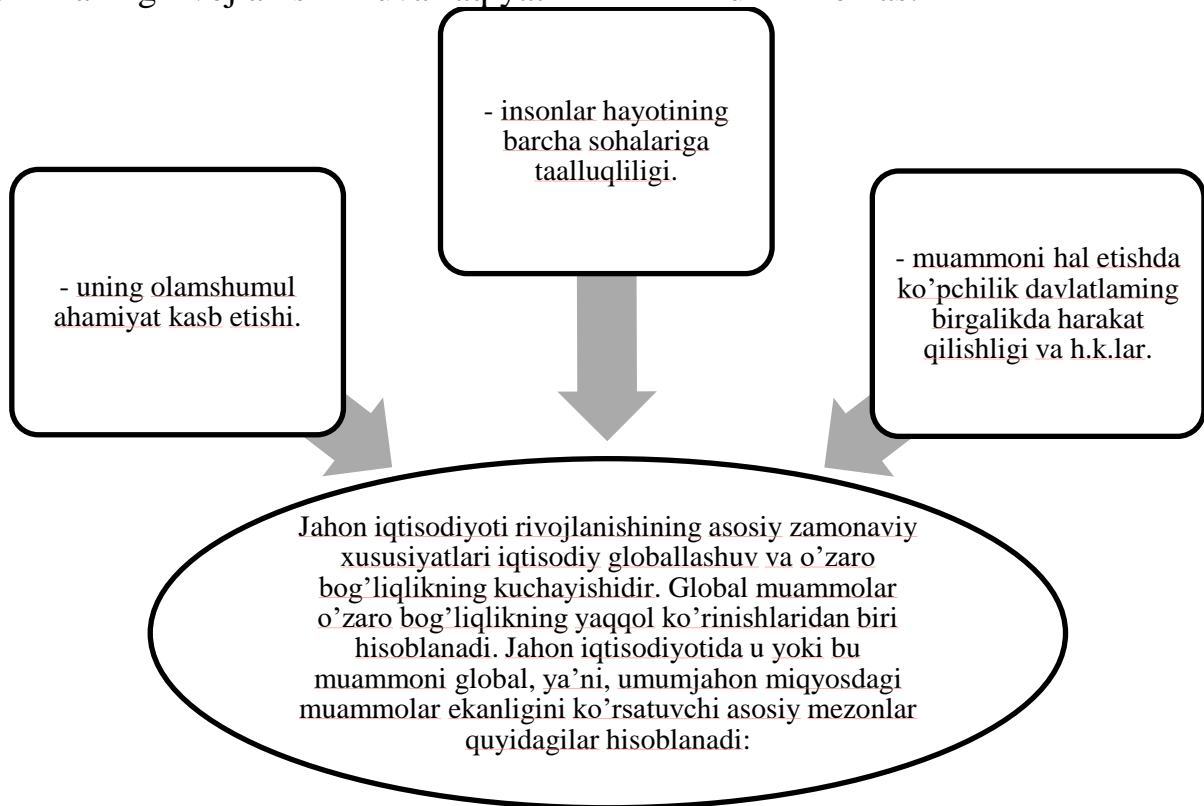 - insonlar hayotining
barcha sohalariga
taalluqliligi.
- uning olamshumul
ahamiyat kasb etishi.
- muammoni hal etishda
ko’pchilik davlatlaming
birgalikda harakat
qilishligi va h.k.lar.
Jahon iqtisodiyoti rivojlanishining asosiy zamonaviy
xususiyatlari iqtisodiy globallashuv va o’zaro
bog’liqlikning kuchayishidir. Global muammolar
o’zaro bog’liqlikning yaqqol ko’rinishlaridan biri
hisoblanadi. Jahon iqtisodiyotida u yoki bu
muammoni global, ya’ni, umumjahon miqyosdagi
muammolar ekanligini ko’rsatuvchi asosiy mezonlar
quyidagilar hisoblanadi: